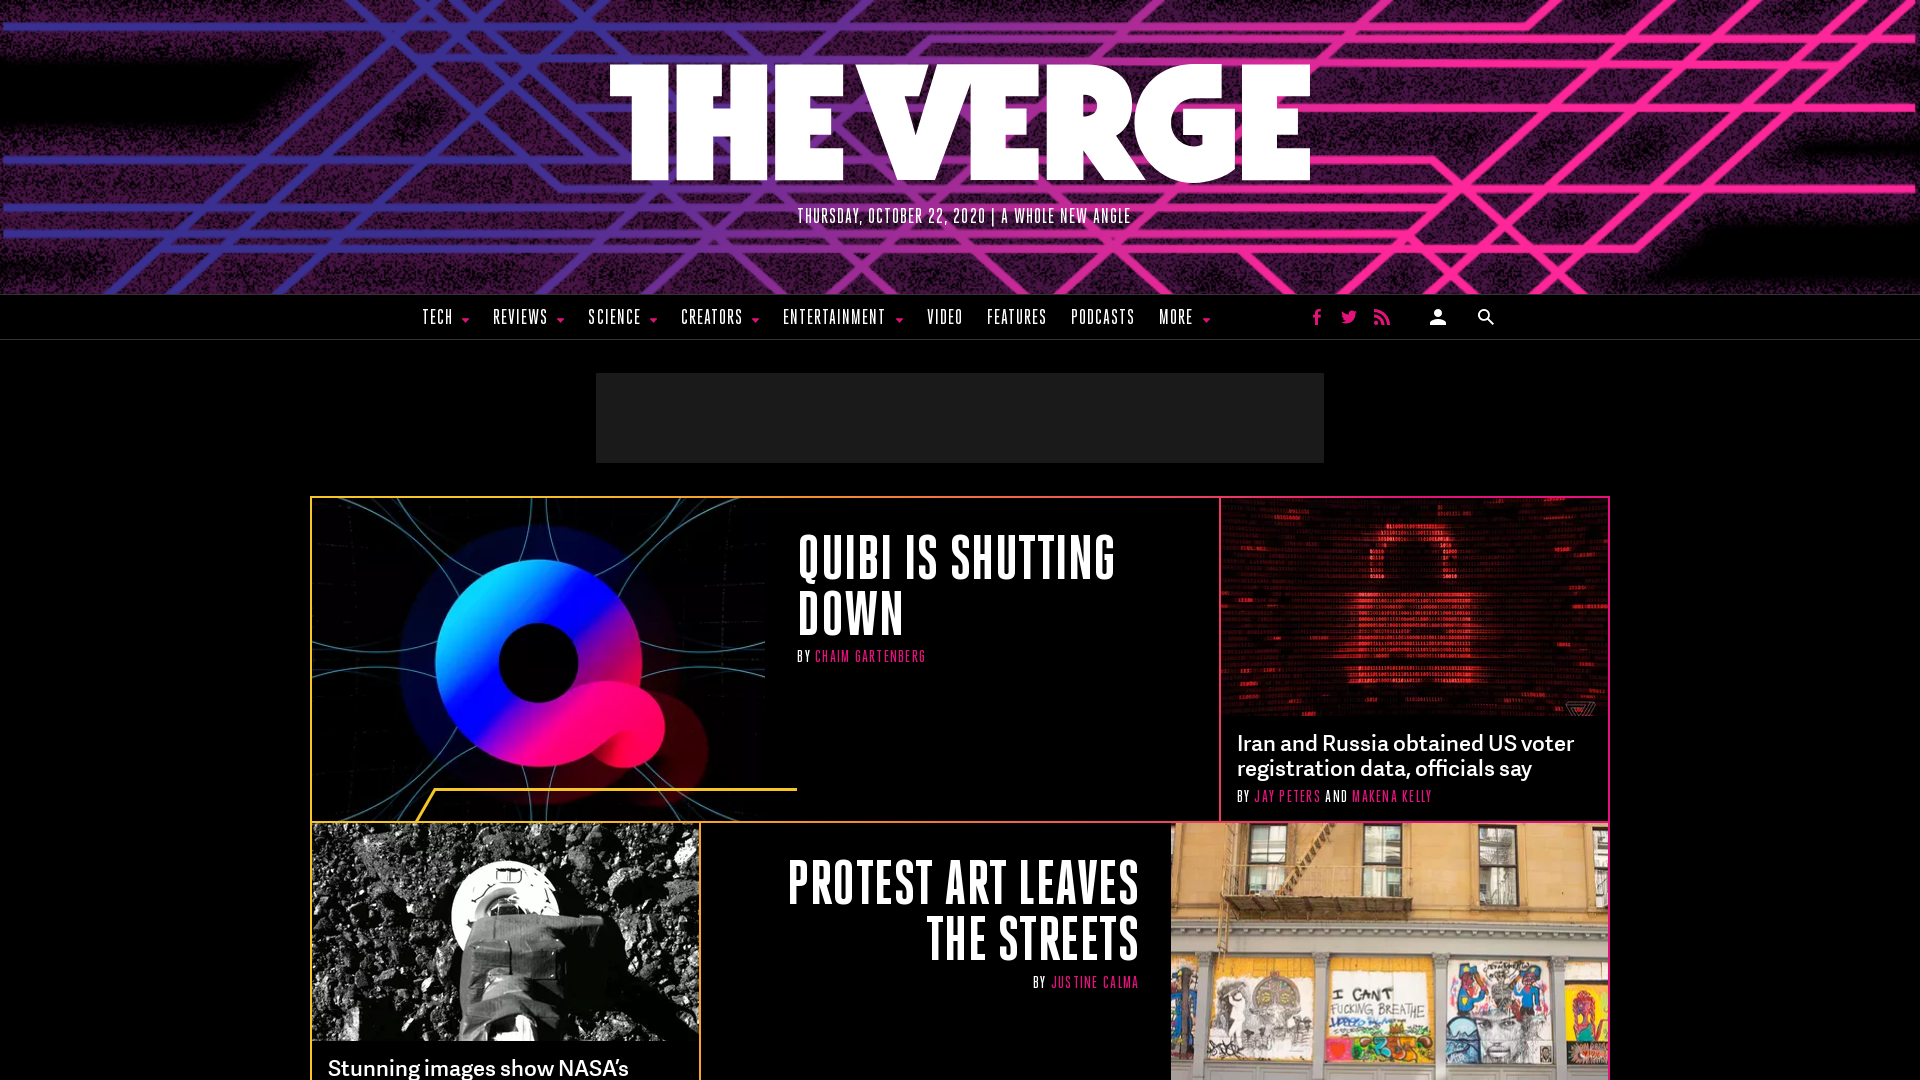 THE VERGE
THURSDAY, OCTOBER 22, 2020 | A WHOLE NEW ANGLE
TECH REVIEWS SCIENCE CREATORS ENTERTAINMENT VIDEO FEATURES PODCASTS MORE
QUIBI IS SHUTTING
DOWN
BY CHAIM GARTENBERG
Iran and Russia obtained US voter
registration data, officials say
BY JAY PETERS AND MAKENA KELLY
Stunning images show NASA's
PROTEST ART LEAVES
THE STREETS
BY JUSTINE CALMA
I CANT
FUCKING BREATHE